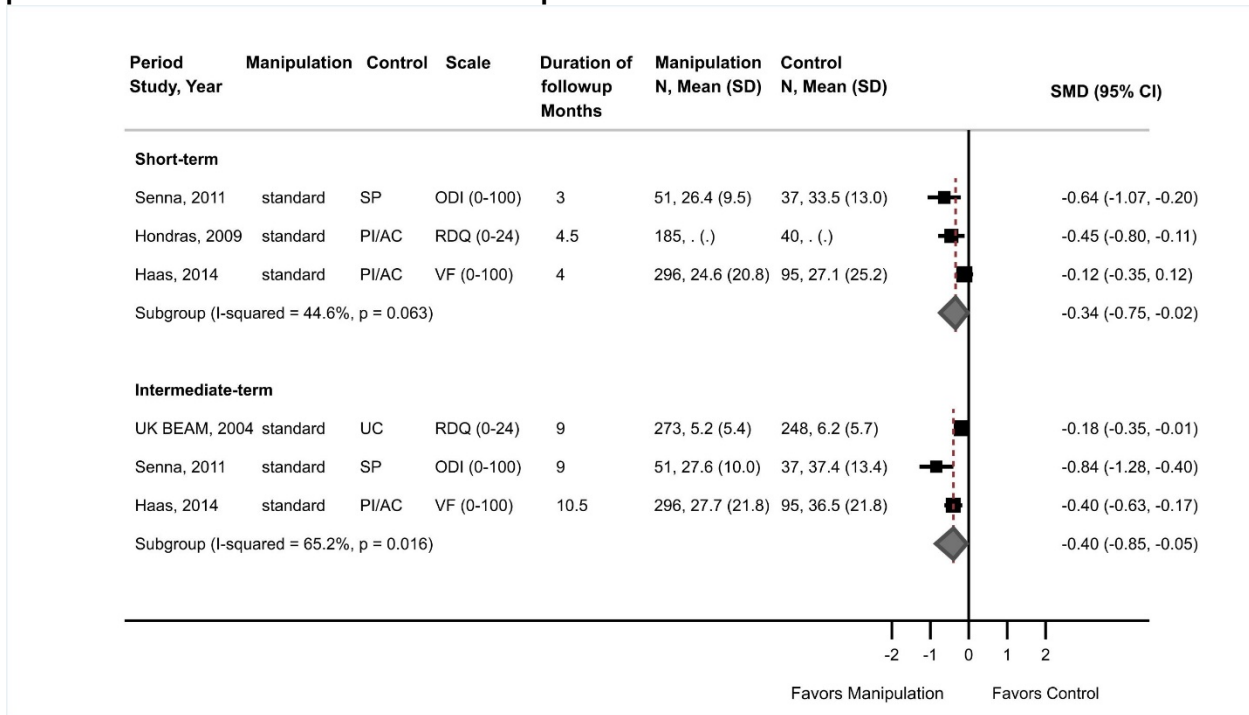 Period Manipulation Control Scale Duration of Manipulation Control
Study, Year followup N, Mean (SD) N, Mean (SD) SMD (95% CI)
Months
Short-term
Senna, 2011 standard SP ODI (0-100) 3 51, 26.4 (9.5) 37, 33.5 (13.0) -0.64 (-1.07, -0.20)
Hondras, 2009 standard PI/AC RDQ (0-24) 4.5 185, . (.) 40, . (.) -0.45 (-0.80, -0.11)
Haas, 2014 standard PI/AC VF (0-100) 4 296, 24.6 (20.8) 95, 27.1 (25.2) -0.12 (-0.35, 0.12)
Subgroup (I-squared = 44.6%, p = 0.063) -0.34 (-0.75, -0.02)
Intermediate-term
UK BEAM, 2004 standard UC RDQ (0-24) 9 273, 5.2 (5.4) 248, 6.2 (5.7) -0.18 (-0.35, -0.01)
Senna, 2011 standard SP ODI (0-100) 9 51, 27.6 (10.0) 37, 37.4 (13.4) -0.84 (-1.28, -0.40)
Haas, 2014 standard PI/AC VF (0-100) 10.5 296, 27.7 (21.8) 95, 36.5 (21.8) -0.40 (-0.63, -0.17)
Subgroup (I-squared = 65.2%, p = 0.016) -0.40 (-0.85, -0.05)
-2 -1 0 1 2
Favors Manipulation Favors Control